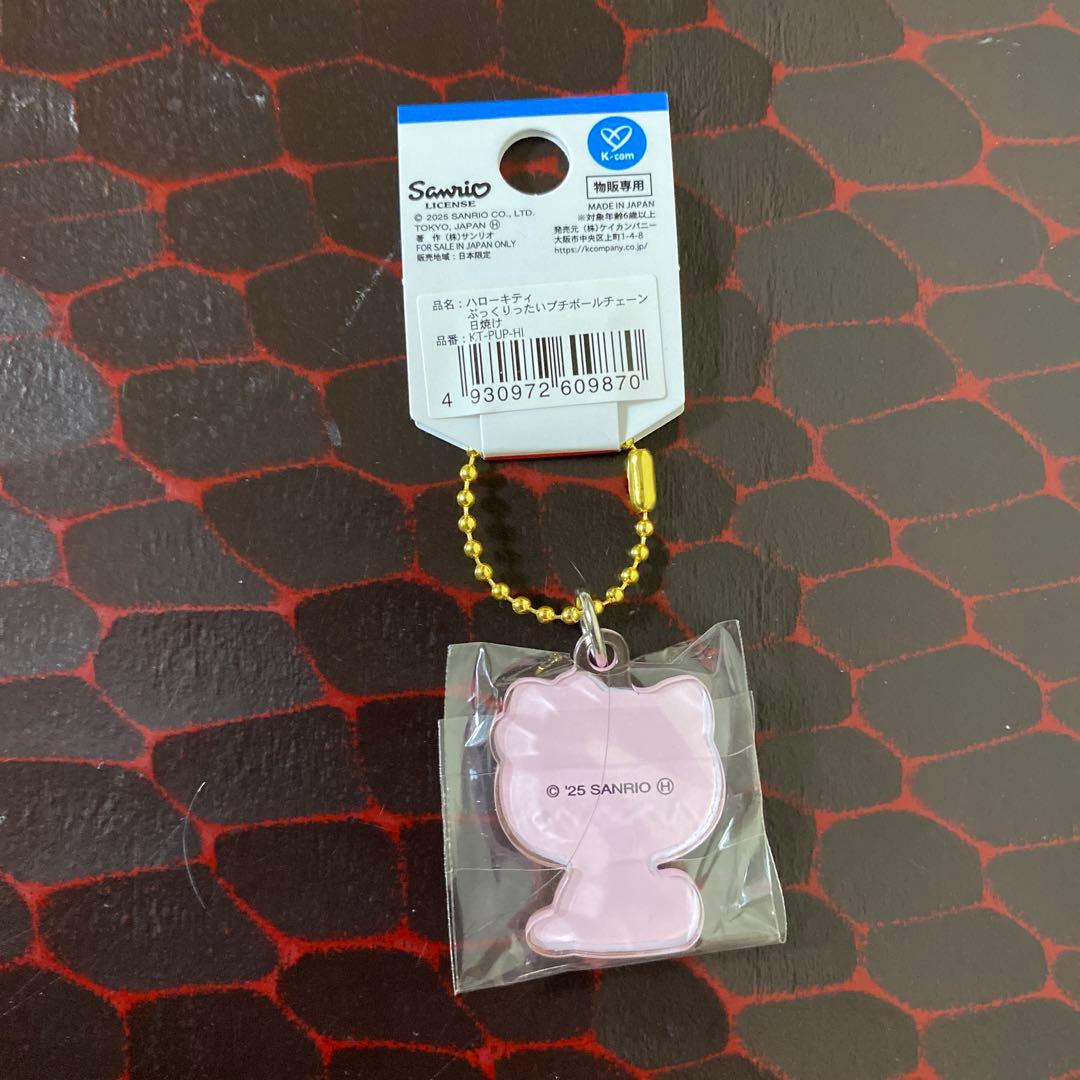 K-com
Sanrio
LICENSE
© 2025 SANRIO CO., LTD.
TOKYO, JAPAN Ⓗ
著 作 (株)サンリオ
FOR SALE IN JAPAN ONLY
販売地域:日本限定
物販専用
MADE IN JAPAN
※対象年齢6歳以上
発売元 (株)ケイカンパニー
大阪市中央区上町1-4-8
https://kcompany.co.jp/
品名:ハローキティ
ぷっくりったいプチボールチェーン
日焼け
品番:KT-PUP-HI
4 930972 609870
© '25 SANRIO Ⓗ